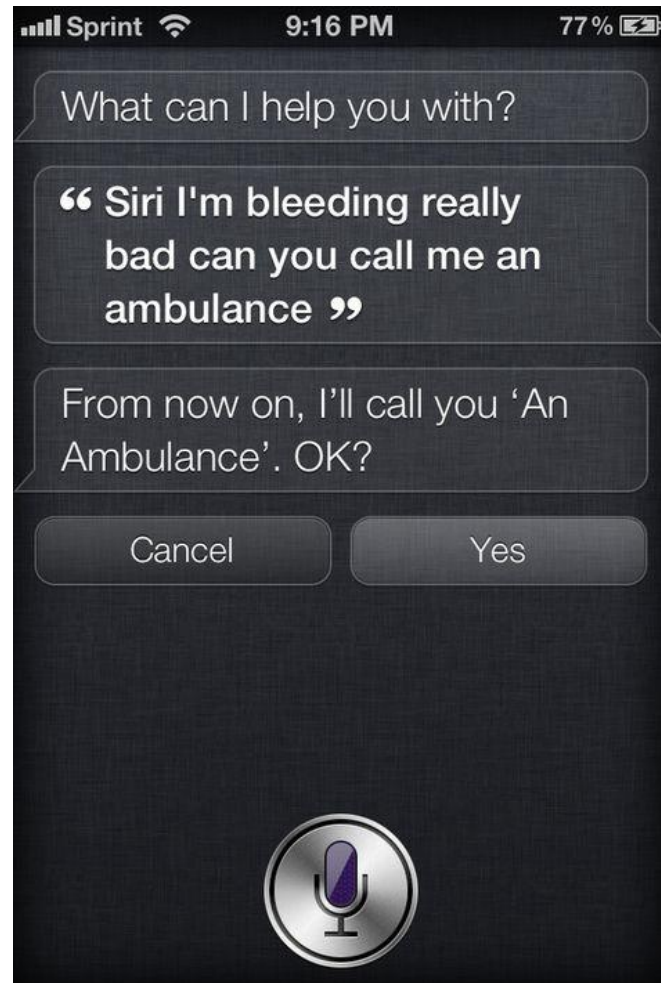 Sprint 9:16 PM 77%
What can I help you with?
“ Siri I'm bleeding really
bad can you call me an
ambulance ”
From now on, I’ll call you ‘An
Ambulance’. OK?
Cancel Yes